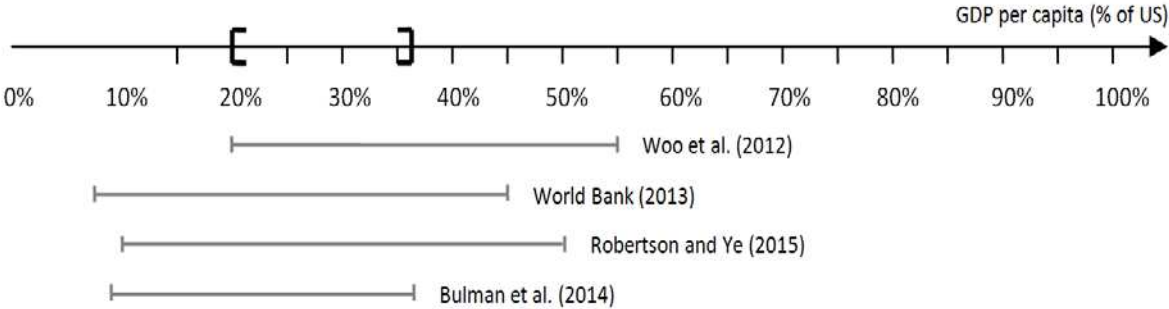 GDP per capita (% of US)
0% 10% 20% 30% 40% 50% 60% 70% 80% 90% 100%
Woo et al. (2012)
World Bank (2013)
Robertson and Ye (2015)
Bulman et al. (2014)